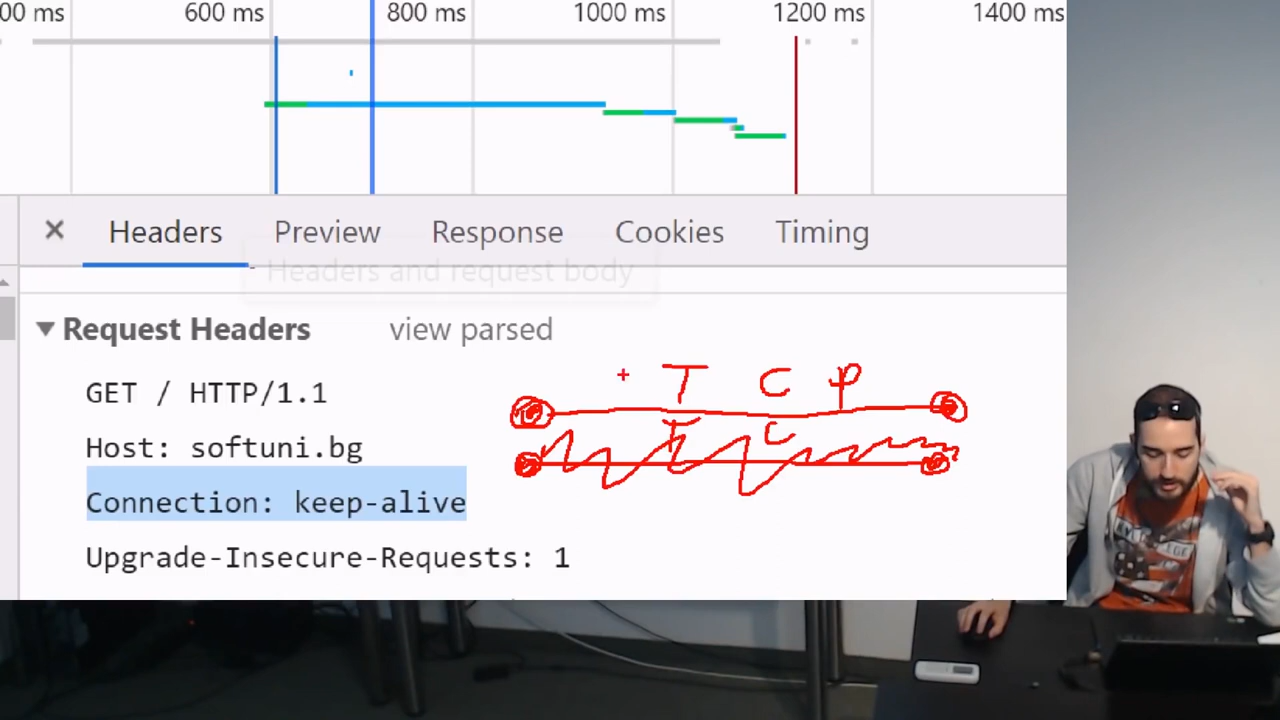 00 ms 600 ms 800 ms 1000 ms 1200 ms 1400 ms
× Headers Preview Response Cookies Timing
Headers and request body
Request Headers view parsed
GET / HTTP/1.1
Host: softuni.bg
Connection: keep-alive
Upgrade-Insecure-Requests: 1
T C P